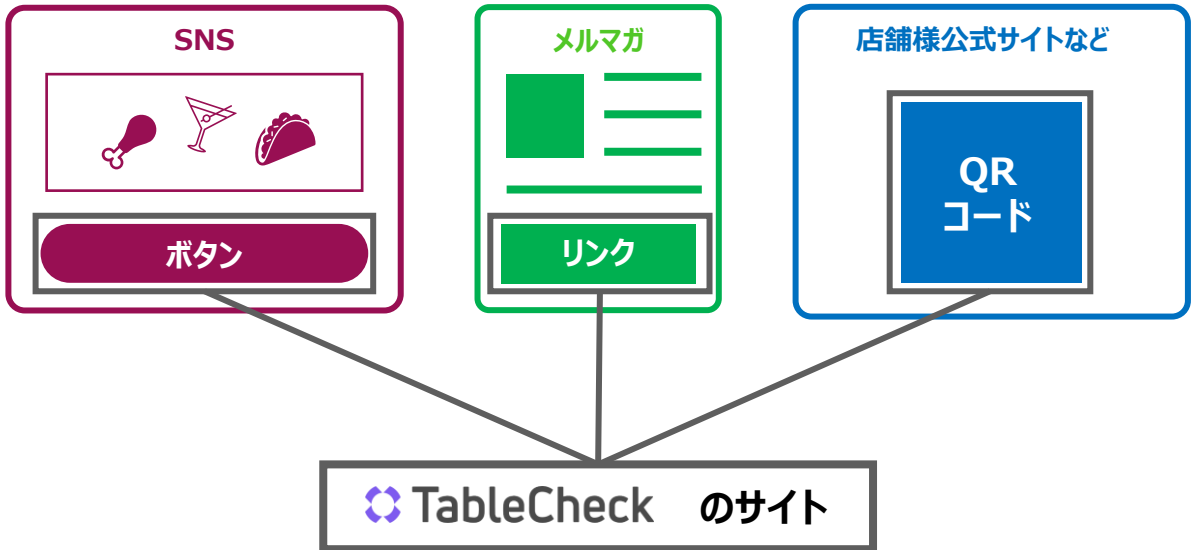 SNS
ボタン
メルマガ
リンク
店舗様公式サイトなど
QR
コード
TableCheck のサイト